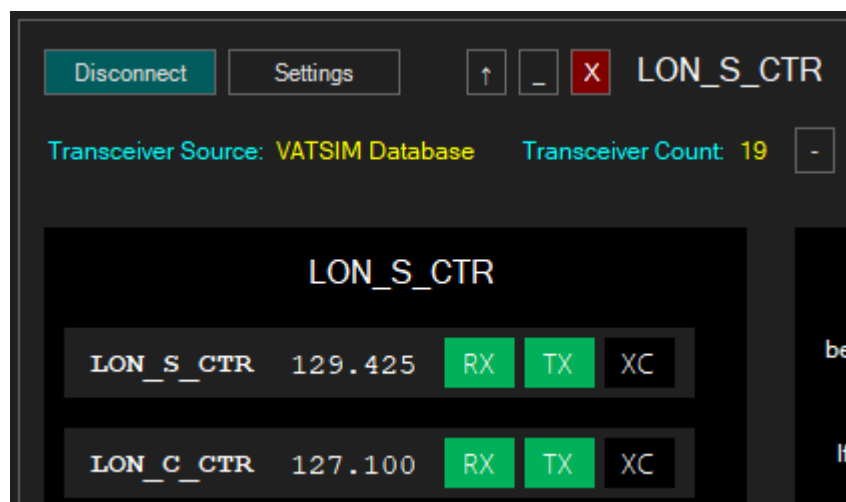 Disconnect Settings ↑ _ X LON_S_CTR
Transceiver Source: VATSIM Database Transceiver Count: 19 -
LON_S_CTR
LON_S_CTR 129.425 RX TX XC
LON_C_CTR 127.100 RX TX XC